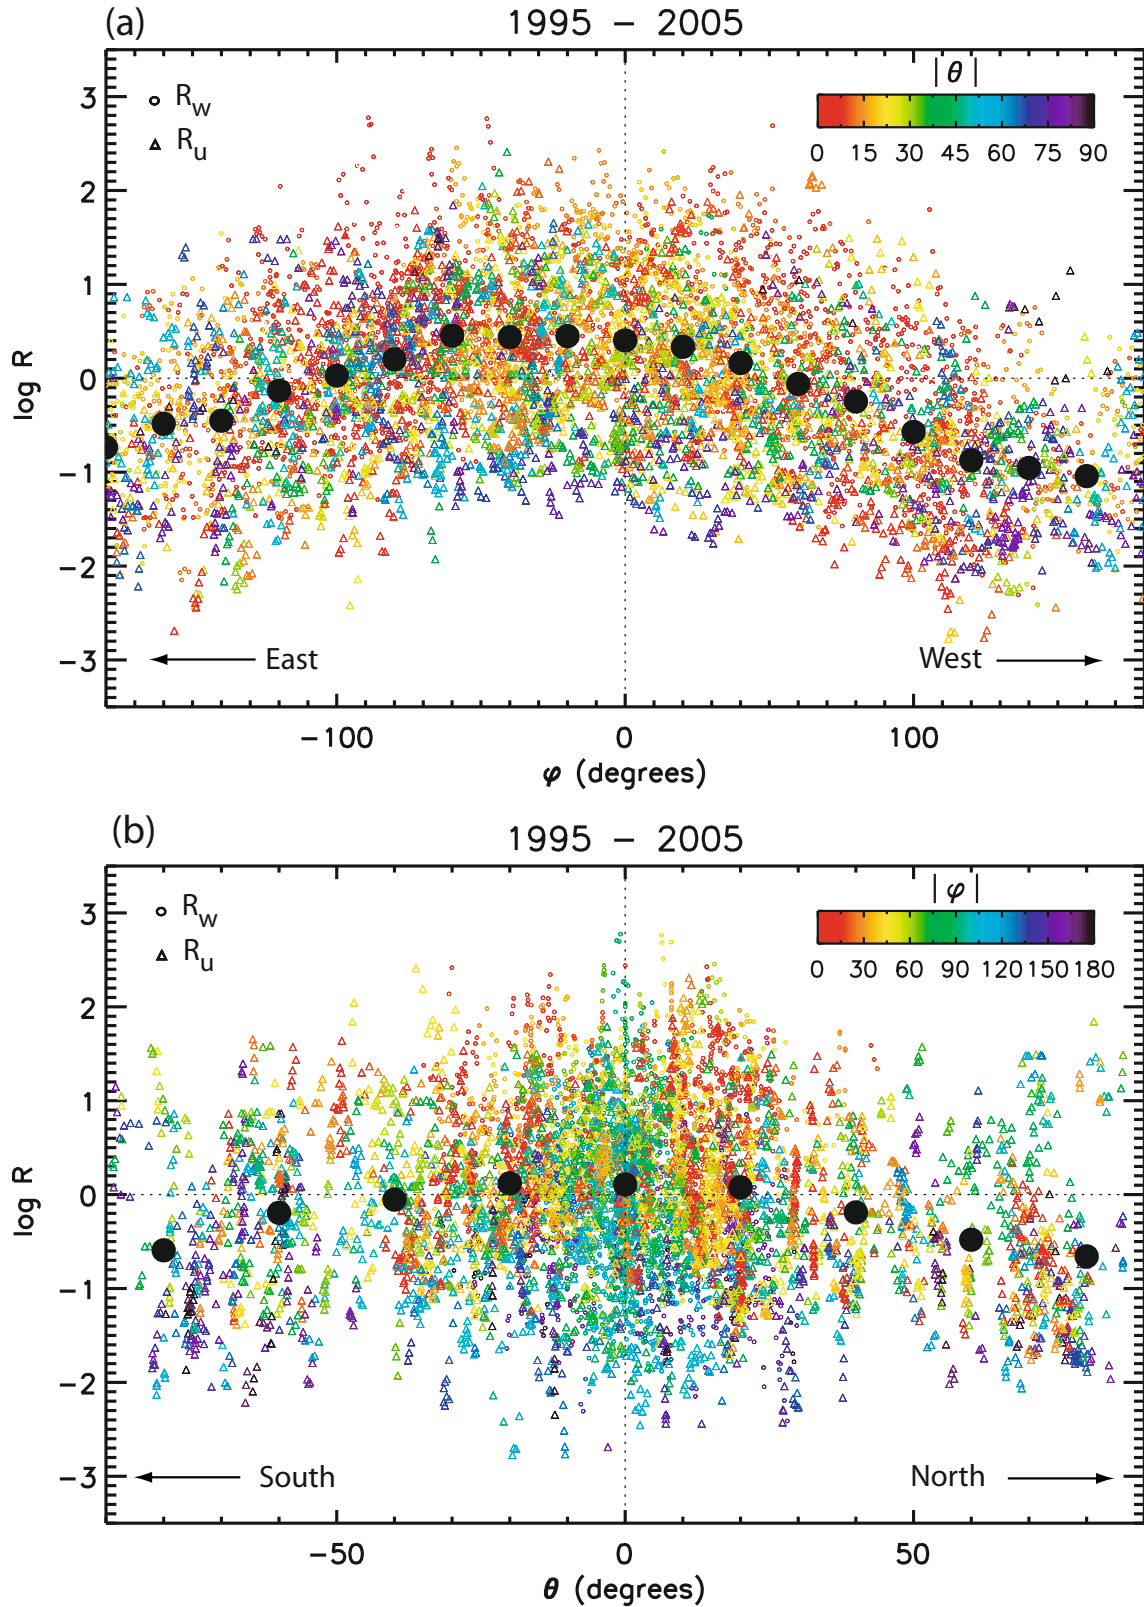 (a) 1995 – 2005
R_w
R_u
|θ|
0 15 30 45 60 75 90
3
2
1
0
−1
−2
−3
log R
East
West
−100 0 100
φ (degrees)
(b) 1995 – 2005
R_w
R_u
|φ|
0 30 60 90 120 150 180
3
2
1
0
−1
−2
−3
log R
South
North
−50 0 50
θ (degrees)